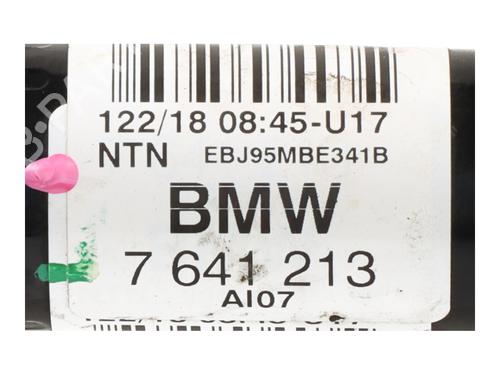 122/18 08:45-U17
NTN EBJ95MBE341B
BMW
7 641 213
AI07